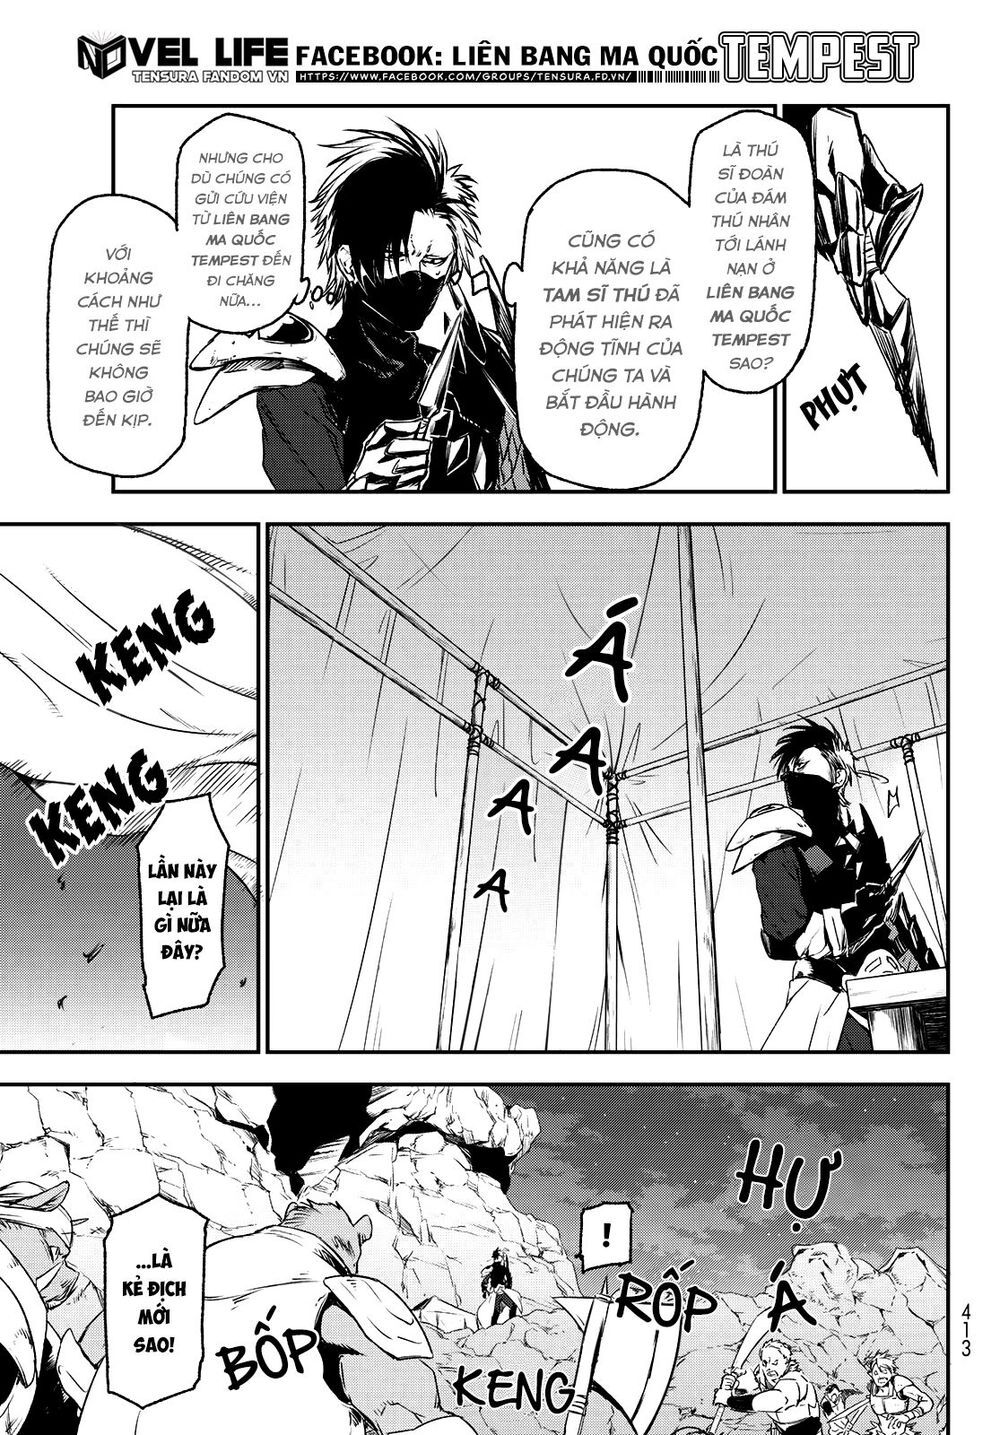 NOVEL LIFE
TENSURA FANDOM VN
FACEBOOK: LIÊN BANG MA QUỐC
HTTPS://WWW.FACEBOOK.COM/GROUPS/TENSURA.FD.VN/
TEMPEST
LÀ THÚ
SĨ ĐOÀN
CỦA ĐÁM
THÚ NHÂN
TỚI LÁNH
NẠN Ở
LIÊN BANG
MA QUỐC
TEMPEST
SAO?
PHỤT
CŨNG CÓ
KHẢ NĂNG LÀ
TAM SĨ THÚ ĐÃ
PHÁT HIỆN RA
ĐỘNG TĨNH CỦA
CHÚNG TA VÀ
BẮT ĐẦU HÀNH
ĐỘNG.
NHƯNG CHO
DÙ CHÚNG CÓ
GỬI CỨU VIỆN
TỪ LIÊN BANG
MA QUỐC
TEMPEST ĐẾN
ĐI CHĂNG
NỮA...
VỚI
KHOẢNG
CÁCH NHƯ
THẾ THÌ
CHÚNG SẼ
KHÔNG
BAO GIỜ
ĐẾN KỊP.
Á
A
A
A
KENG
KENG
LẦN NÀY
LẠI LÀ
GÌ NỮA
ĐÂY?
HỰ
Á
!
RỐP
KENG
BỐP
...LÀ
KẺ ĐỊCH
MỚI
SAO!
413